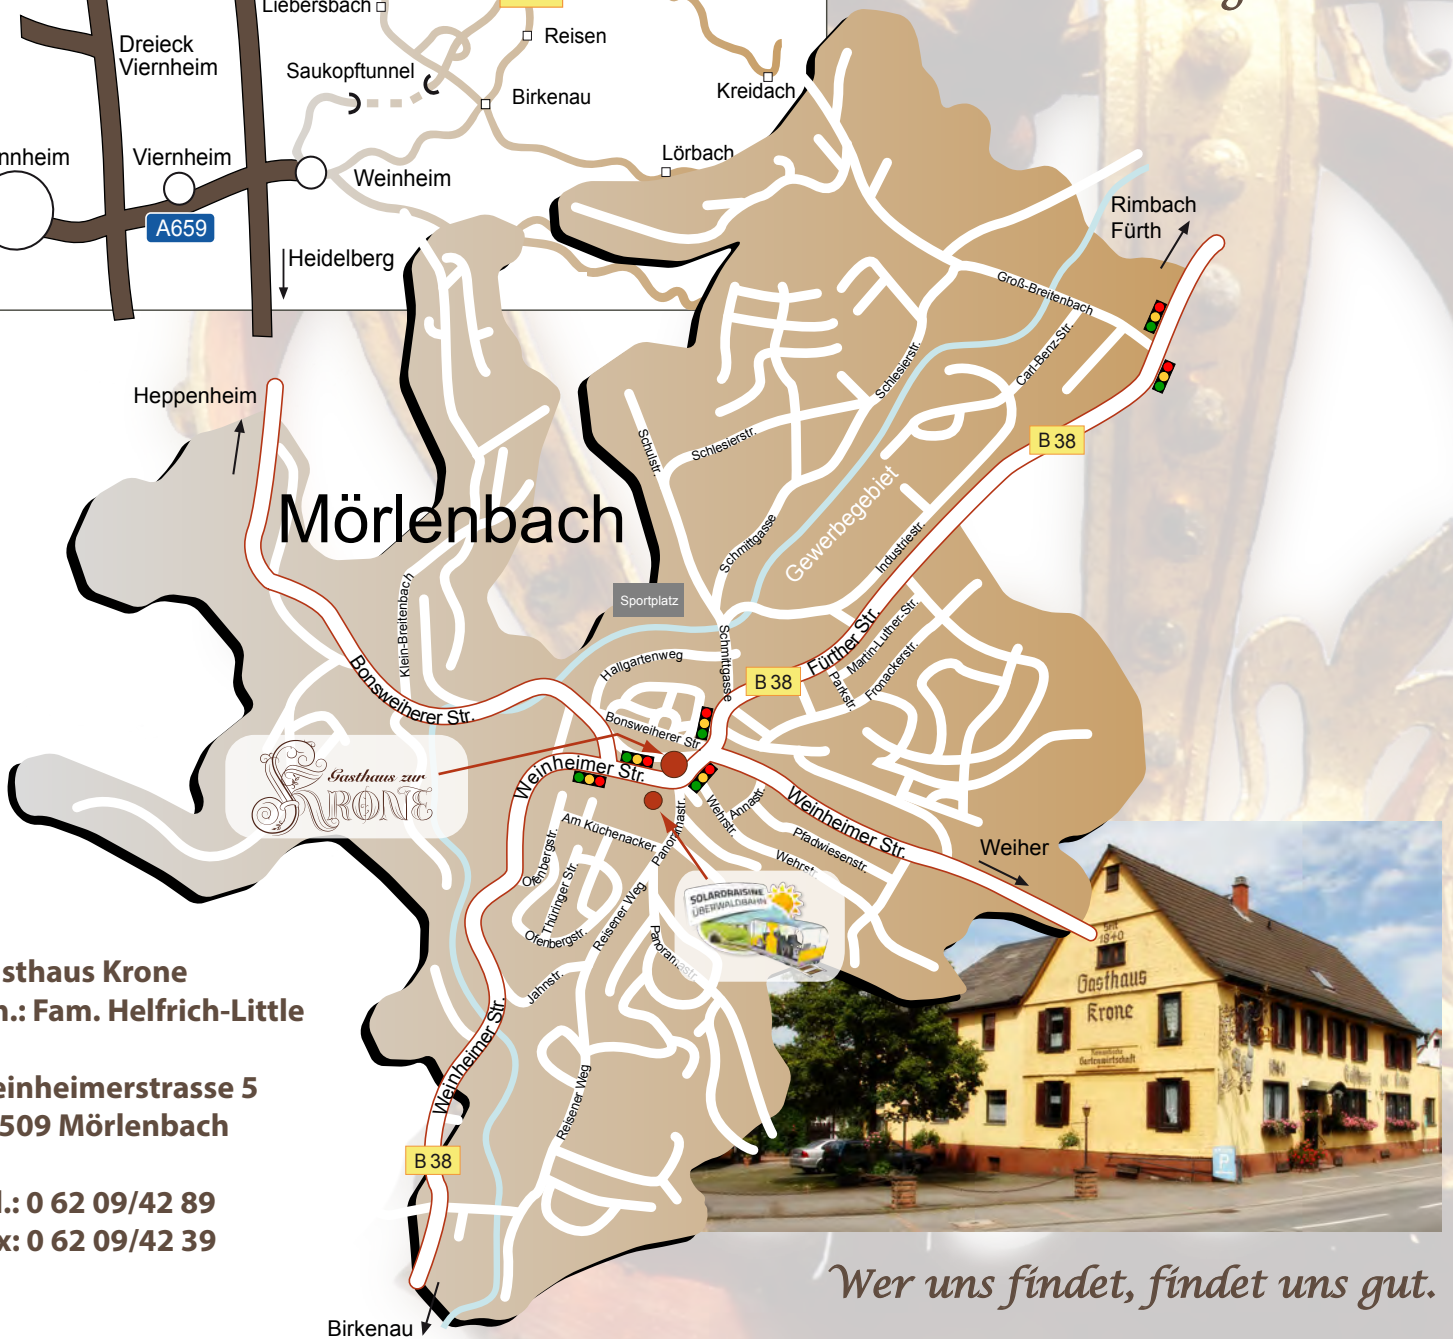 Liebersbach
Reisen
Dreieck
Viernheim
Saukopftunnel
Birkenau
Kreidach
nnheim
Viernheim
Lörbach
Weinheim
A659
Heidelberg
Rimbach
Fürth
Groß-Breitenbach
Carl-Benz-Str.
Schlesierstr.
Heppenheim
Schulstr.
Schlesierstr.
B 38
Mörlenbach
Gewerbegebiet
Schmittgasse
Industriestr.
Klein-Breitenbach
Sportplatz
Schmittgasse
Hallgartenweg
Fürther Str.
Martin-Luther-Str.
Fronackerstr.
Parkstr.
B 38
Bonsweiherer Str.
Bonsweiherer Str.
Gasthaus zur
KRONE
Weinheimer Str.
Wehrstr.
Annastr.
Weinheimer Str.
Am Küchenacker
Panoramastr.
Pfadwiesenstr.
Wehrstr.
Weiher
Ofenbergstr.
Thüringer Str.
Ofenbergstr.
Reisener Weg
Panoramastr.
SOLARDRAISINE
ÜBERWALDBAHN
Jahnstr.
Seit
1840
Gasthaus
Krone
Gartenwirtschaft
1840
P
sthaus Krone
.: Fam. Helfrich-Little
einheimerstrasse 5
509 Mörlenbach
l.: 0 62 09/42 89
x: 0 62 09/42 39
Weinheimer Str.
Reisener Weg
B 38
Birkenau
Wer uns findet, findet uns gut.